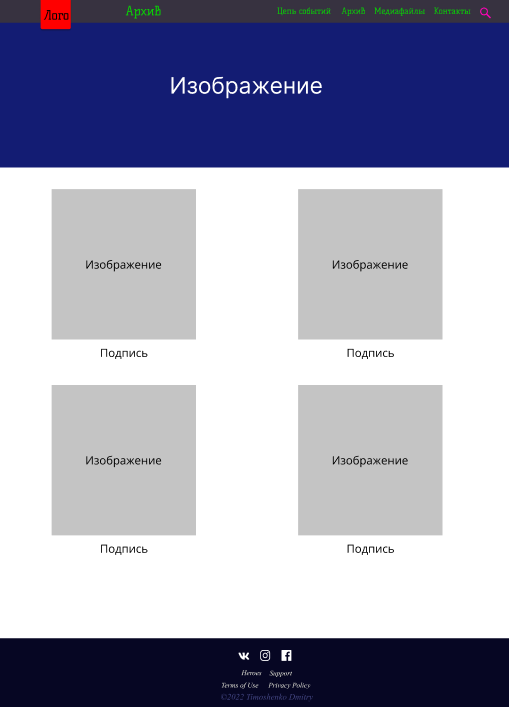 Лого Архив Цепь событий Архив Медиафайлы Контакты
Изображение
Изображение Изображение
Подпись Подпись
Изображение Изображение
Подпись Подпись
Heroes Support
Terms of Use Privacy Policy
©2022 Timoshenko Dmitry